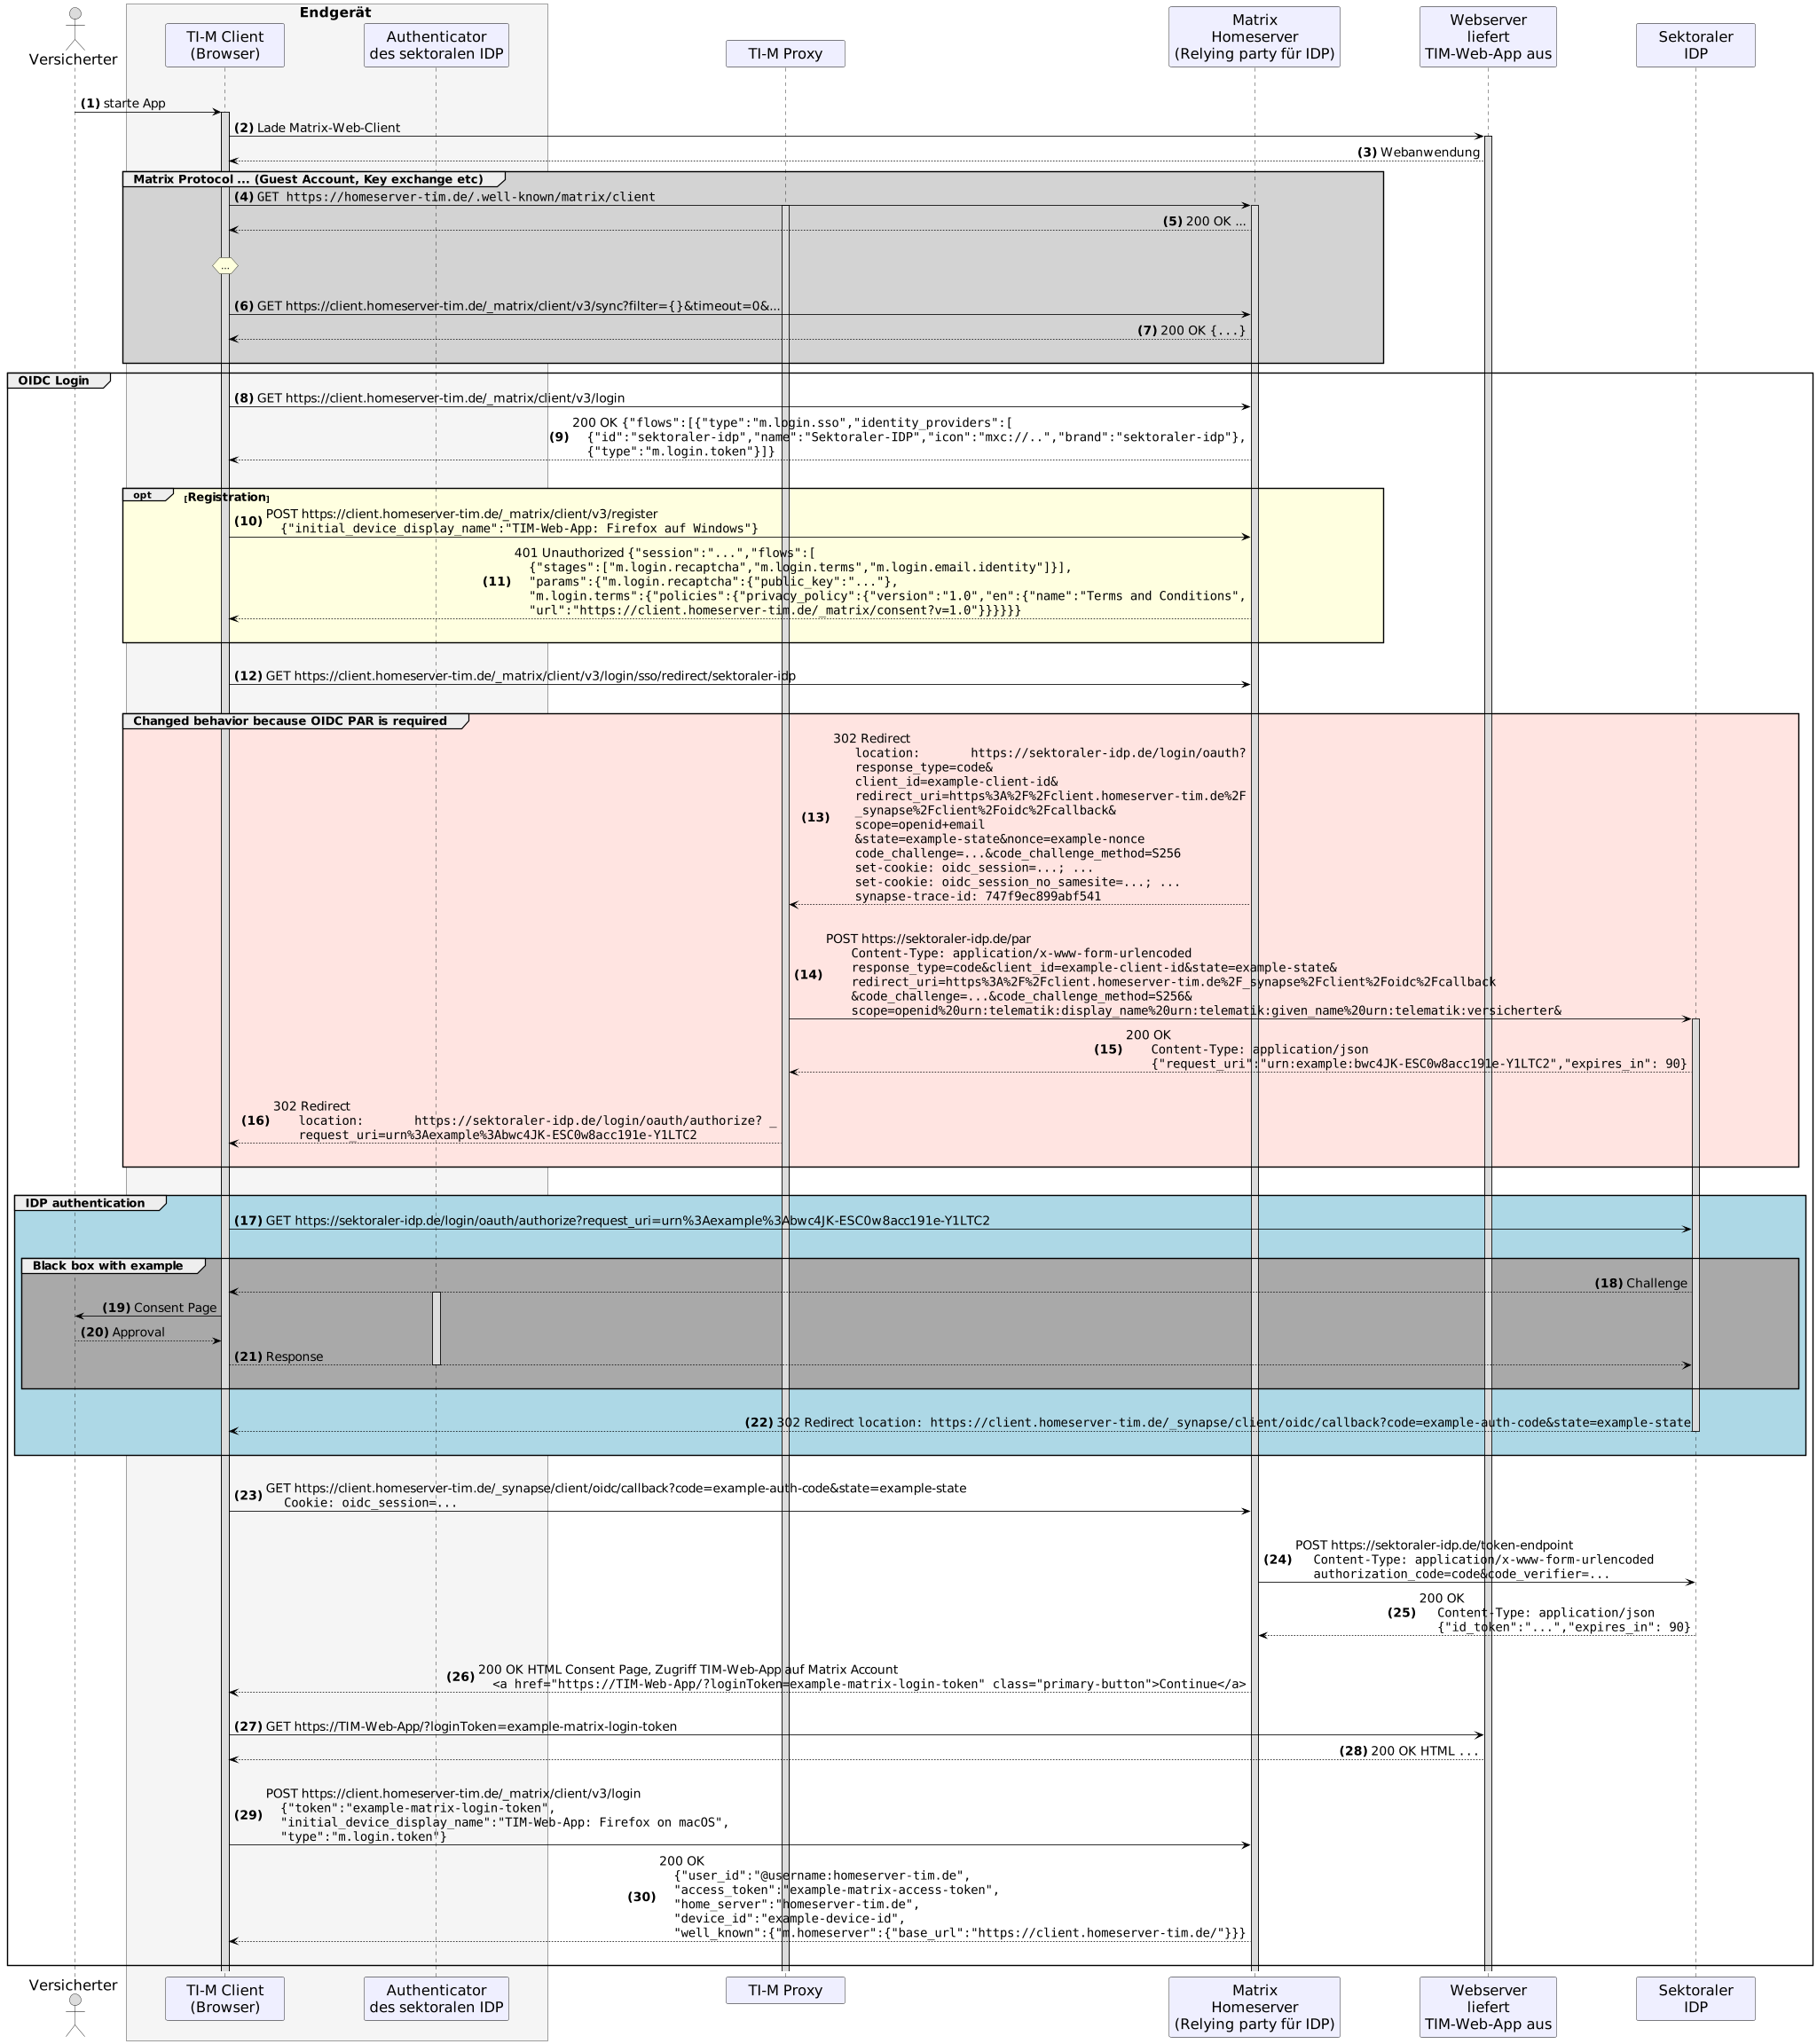 Endgerät
Versicherter
TI-M Client
(Browser)
Authenticator
des sektoralen IDP
TI-M Proxy
Matrix
Homeserver
(Relying party für IDP)
Webserver
liefert
TIM-Web-App aus
Sektoraler
IDP
(1) starte App
(2) Lade Matrix-Web-Client
(3) Webanwendung
Matrix Protocol ... (Guest Account, Key exchange etc)
(4) GET https://homeserver-tim.de/.well-known/matrix/client
(5) 200 OK ...
...
(6) GET https://client.homeserver-tim.de/_matrix/client/v3/sync?filter={}&timeout=0&...
(7) 200 OK {...}
OIDC Login
(8) GET https://client.homeserver-tim.de/_matrix/client/v3/login
200 OK {"flows":[{"type":"m.login.sso","identity_providers":[
(9) {"id":"sektoraler-idp","name":"Sektoraler-IDP","icon":"mxc://..","brand":"sektoraler-idp"},
{"type":"m.login.token"}]}
opt [Registration]
POST https://client.homeserver-tim.de/_matrix/client/v3/register
(10) {"initial_device_display_name":"TIM-Web-App: Firefox auf Windows"}
401 Unauthorized {"session":"...","flows":[
{"stages":["m.login.recaptcha","m.login.terms","m.login.email.identity"]}],
(11) "params":{"m.login.recaptcha":{"public_key":"..."},
"m.login.terms":{"policies":{"privacy_policy":{"version":"1.0","en":{"name":"Terms and Conditions",
"url":"https://client.homeserver-tim.de/_matrix/consent?v=1.0"}}}}}}
(12) GET https://client.homeserver-tim.de/_matrix/client/v3/login/sso/redirect/sektoraler-idp
Changed behavior because OIDC PAR is required
302 Redirect
location:       https://sektoraler-idp.de/login/oauth?
response_type=code&
client_id=example-client-id&
redirect_uri=https%3A%2F%2Fclient.homeserver-tim.de%2F
(13) _synapse%2Fclient%2Foidc%2Fcallback&
scope=openid+email
&state=example-state&nonce=example-nonce
code_challenge=...&code_challenge_method=S256
set-cookie: oidc_session=...; ...
set-cookie: oidc_session_no_samesite=...; ...
synapse-trace-id: 747f9ec899abf541
POST https://sektoraler-idp.de/par
Content-Type: application/x-www-form-urlencoded
(14) response_type=code&client_id=example-client-id&state=example-state&
redirect_uri=https%3A%2F%2Fclient.homeserver-tim.de%2F_synapse%2Fclient%2Foidc%2Fcallback
&code_challenge=...&code_challenge_method=S256&
scope=openid%20urn:telematik:display_name%20urn:telematik:given_name%20urn:telematik:versicherter&
200 OK
(15) Content-Type: application/json
{"request_uri":"urn:example:bwc4JK-ESC0w8acc191e-Y1LTC2","expires_in": 90}
302 Redirect
(16) location:       https://sektoraler-idp.de/login/oauth/authorize? _
request_uri=urn%3Aexample%3Abwc4JK-ESC0w8acc191e-Y1LTC2
IDP authentication
(17) GET https://sektoraler-idp.de/login/oauth/authorize?request_uri=urn%3Aexample%3Abwc4JK-ESC0w8acc191e-Y1LTC2
Black box with example
(18) Challenge
(19) Consent Page
(20) Approval
(21) Response
(22) 302 Redirect location: https://client.homeserver-tim.de/_synapse/client/oidc/callback?code=example-auth-code&state=example-state
(23) GET https://client.homeserver-tim.de/_synapse/client/oidc/callback?code=example-auth-code&state=example-state
Cookie: oidc_session=...
POST https://sektoraler-idp.de/token-endpoint
(24) Content-Type: application/x-www-form-urlencoded
authorization_code=code&code_verifier=...
200 OK
(25) Content-Type: application/json
{"id_token":"...","expires_in": 90}
(26) 200 OK HTML Consent Page, Zugriff TIM-Web-App auf Matrix Account
<a href="https://TIM-Web-App/?loginToken=example-matrix-login-token" class="primary-button">Continue</a>
(27) GET https://TIM-Web-App/?loginToken=example-matrix-login-token
(28) 200 OK HTML ...
POST https://client.homeserver-tim.de/_matrix/client/v3/login
{"token":"example-matrix-login-token",
(29) "initial_device_display_name":"TIM-Web-App: Firefox on macOS",
"type":"m.login.token"}
200 OK
{"user_id":"@username:homeserver-tim.de",
(30) "access_token":"example-matrix-access-token",
"home_server":"homeserver-tim.de",
"device_id":"example-device-id",
"well_known":{"m.homeserver":{"base_url":"https://client.homeserver-tim.de/"}}}
Versicherter
TI-M Client
(Browser)
Authenticator
des sektoralen IDP
TI-M Proxy
Matrix
Homeserver
(Relying party für IDP)
Webserver
liefert
TIM-Web-App aus
Sektoraler
IDP